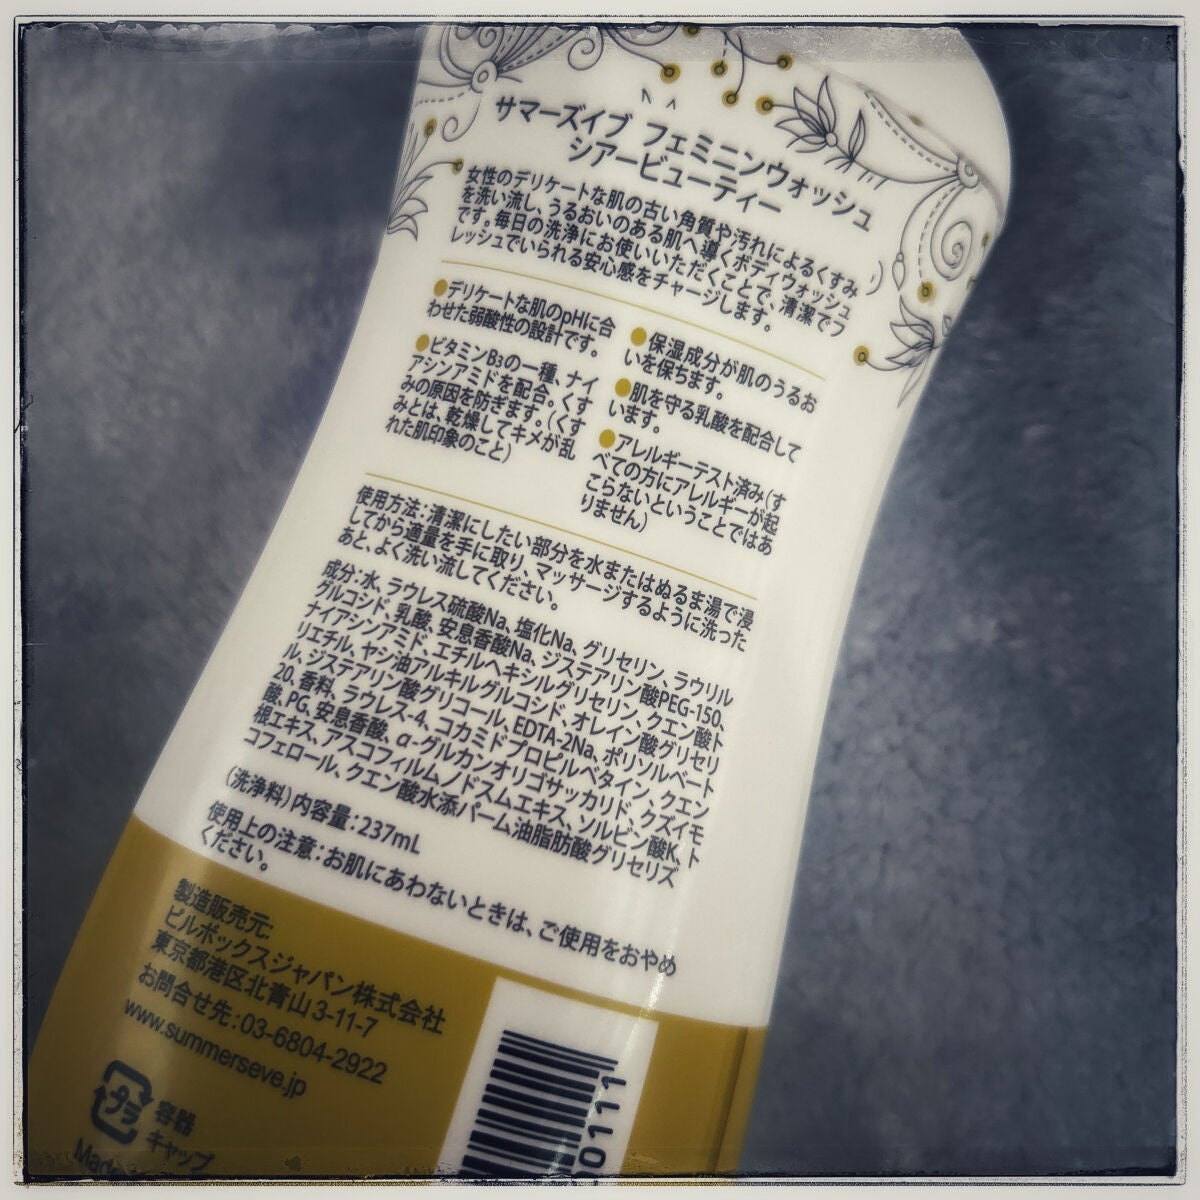 サマーズイブ フェミニンウォッシュ
シアービューティー
女性のデリケートな肌の古い角質や汚れによるくすみ
を洗い流し、うるおいのある肌へ導くボディウォッシュ
です。毎日の洗浄にお使いいただくことで、清潔でフ
レッシュでいられる安心感をチャージします。
●デリケートな肌のpHに合
わせた弱酸性の設計です。
●ビタミンB3の一種、ナイ
アシンアミドを配合。くす
みの原因を防ぎます。（くす
みとは、乾燥してキメが乱
れた肌印象のこと）
●保湿成分が肌のうるお
いを保ちます。
●肌を守る乳酸を配合して
います。
●アレルギーテスト済み（す
べての方にアレルギーが起
こらないということではあ
りません）
使用方法：清潔にしたい部分を水またはぬるま湯で浸
してから適量を手に取り、マッサージするように洗った
あと、よく洗い流してください。
成分：水、ラウレス硫酸Na、塩化Na、グリセリン、ラウリル
グルコシド、乳酸、安息香酸Na、ジステアリン酸PEG-150、
ナイアシンアミド、エチルヘキシルグリセリン、クエン酸ト
リエチル、ヤシ油アルキルグルコシド、オレイン酸グリセリ
ル、ジステアリン酸グリコール、EDTA-2Na、ポリソルベート
20、香料、ラウレス-4、コカミドプロピルベタイン、クエン
酸、PG、安息香酸、α-グルカンオリゴサッカリド、クズイモ
根エキス、アスコフィルムノドスムエキス、ソルビン酸K、ト
コフェロール、クエン酸水添パーム油脂肪酸グリセリズ
（洗浄料）内容量：237mL
使用上の注意：お肌にあわないときは、ご使用をおやめ
ください。
製造販売元：
ピルボックスジャパン株式会社
東京都港区北青山3-11-7
お問合せ先：03-6804-2922
www.summerseve.jp
プラ
容器
キャップ
Made
0111